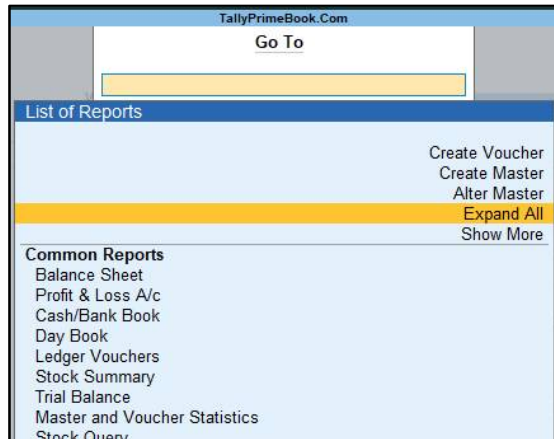 TallyPrimeBook.Com
Go To
List of Reports
Create Voucher
Create Master
Alter Master
Expand All
Show More
Common Reports
Balance Sheet
Profit & Loss A/c
Cash/Bank Book
Day Book
Ledger Vouchers
Stock Summary
Trial Balance
Master and Voucher Statistics
Stock Query